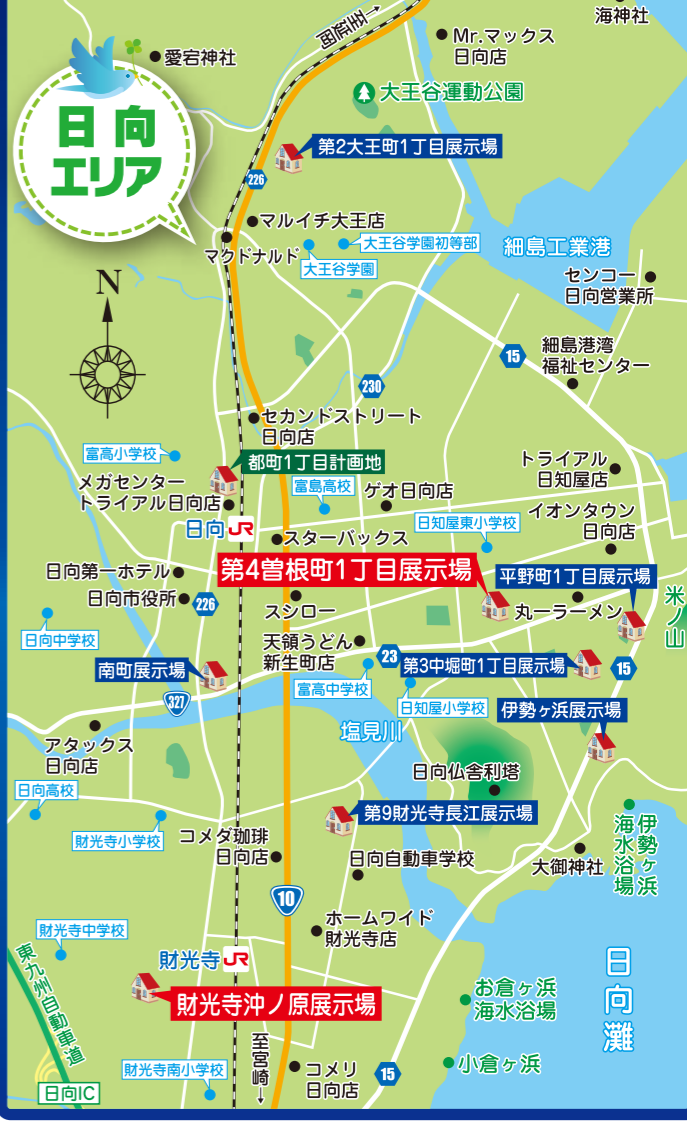 海神社
至延岡→
Mr.マックス
日向店
愛宕神社
大王谷運動公園
日向
エリア
第2大王町1丁目展示場
226
マルイチ大王店
マクドナルド
大王谷学園初等部
大王谷学園
細島工業港
N
センコー
日向営業所
15
細島港湾
福祉センター
230
セカンドストリート
日向店
富高小学校
都町1丁目計画地
メガセンター
トライアル日向店
富島高校
ゲオ日向店
トライアル
日知屋店
日向 JR
日知屋東小学校
イオンタウン
日向店
スターバックス
第4曽根町1丁目展示場
平野町1丁目展示場
日向第一ホテル
日向市役所
226
スシロー
丸一ラーメン
米ノ山
日向中学校
天領うどん
新生町店
23
第3中堀町1丁目展示場
15
南町展示場
富高中学校
327
日知屋小学校
伊勢ヶ浜展示場
塩見川
アタックス
日向店
日向仏舎利塔
日向高校
第9財光寺長江展示場
財光寺小学校
コメダ珈琲
日向店
日向自動車学校
大御神社
伊勢ヶ浜
海水浴場
10
ホームワイド
財光寺店
財光寺中学校
東九州自動車道
財光寺 JR
日向灘
お倉ヶ浜
海水浴場
財光寺沖ノ原展示場
至宮崎→
小倉ヶ浜
財光寺南小学校
コメリ
日向店
15
日向IC